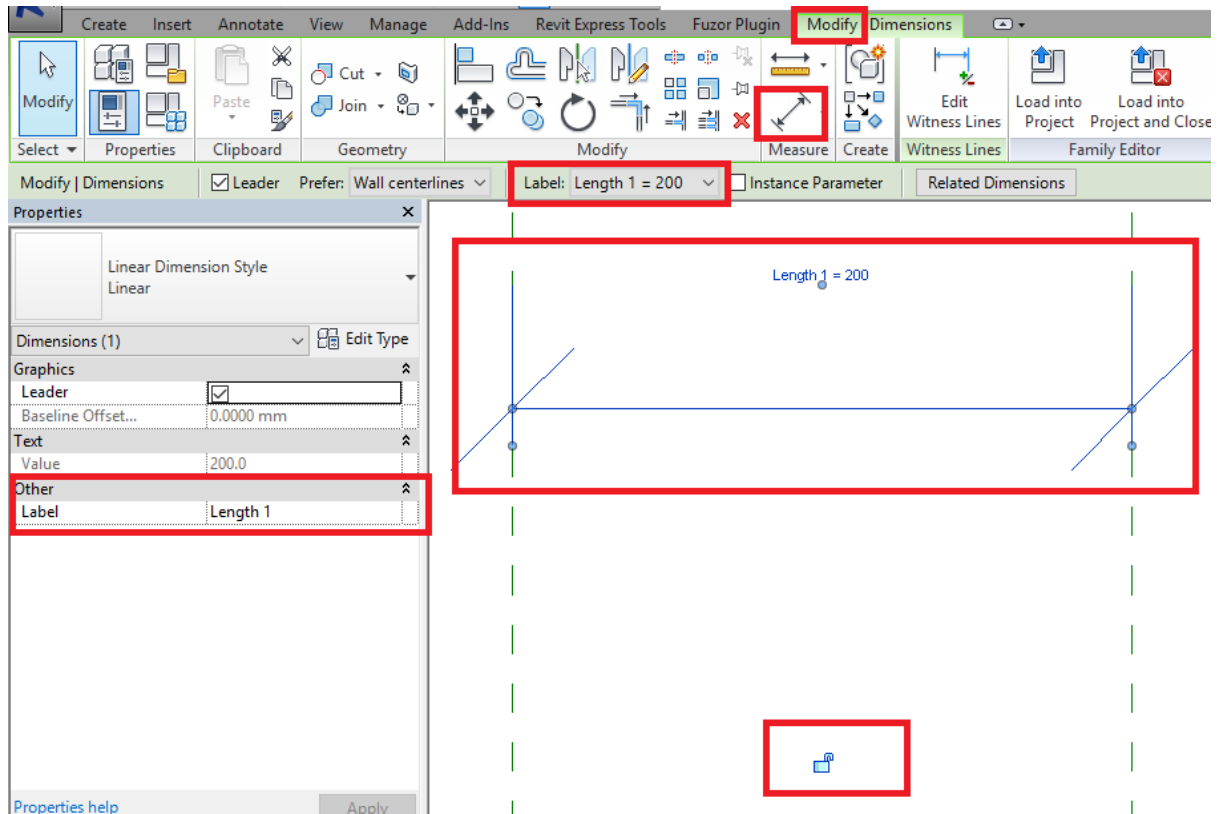 Create Insert Annotate View Manage Add-Ins Revit Express Tools Fuzor Plugin Modify Dimensions
Modify
Paste
Cut
Join
Edit
Witness Lines
Load into
Project
Load into
Project and Close
Select Properties Clipboard Geometry Modify Measure Create Witness Lines Family Editor
Modify | Dimensions Leader Prefer: Wall centerlines Label: Length 1 = 200 Instance Parameter Related Dimensions
Properties
Linear Dimension Style
Linear
Dimensions (1) Edit Type
Graphics
Leader
Baseline Offset... 0.0000 mm
Text
Value 200.0
Other
Label Length 1
Properties help Apply
Length 1 = 200